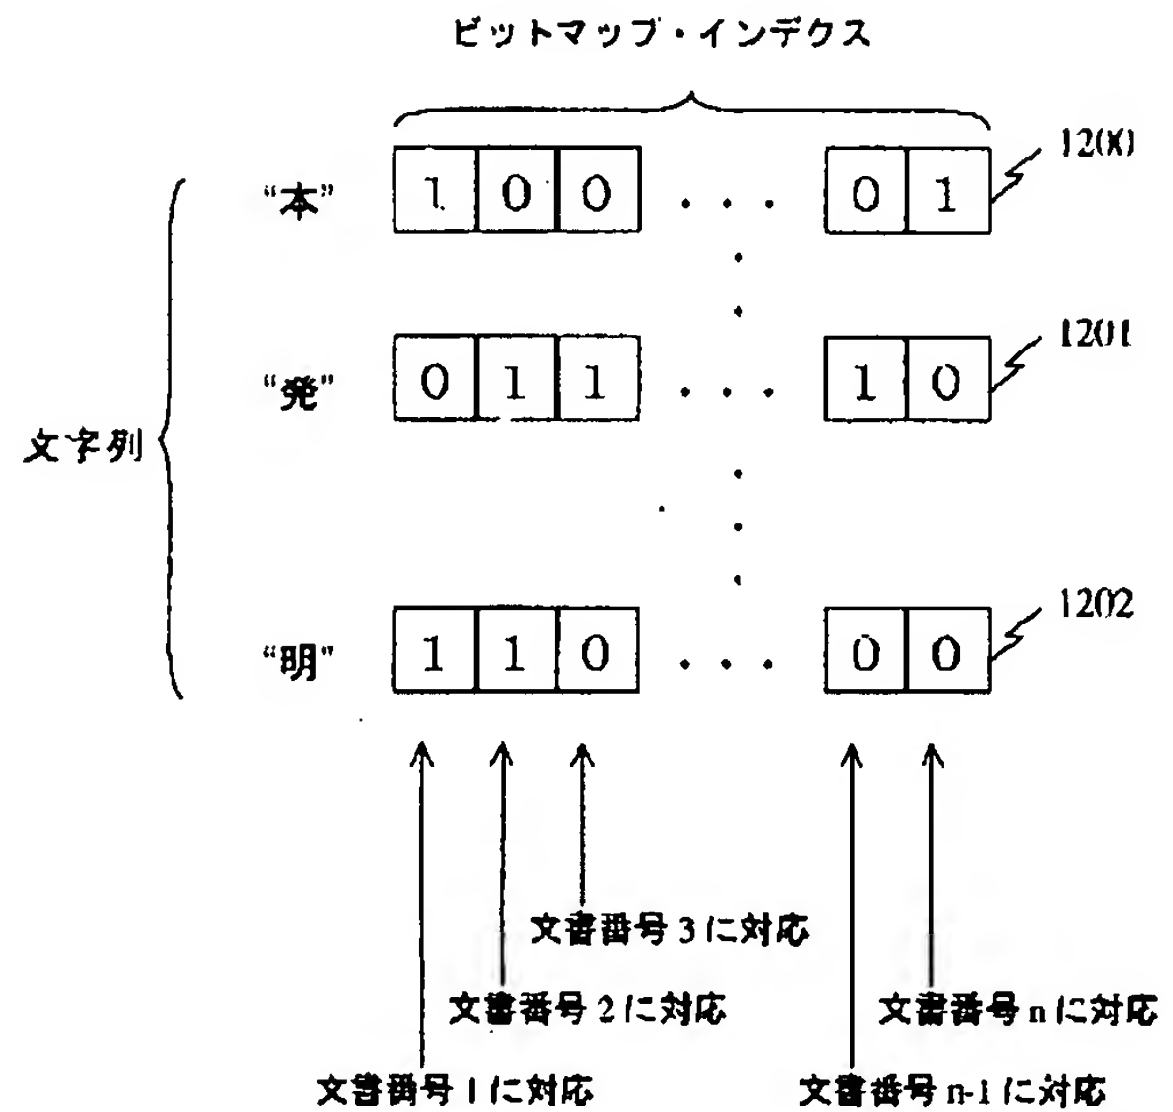 ビットマップ・インデクス
"本" 1 0 0 ... 0 1 1200
"発" 0 1 1 ... 1 0 1201
文字列
"明" 1 1 0 ... 0 0 1202
文書番号3に対応
文書番号2に対応 文書番号nに対応
文書番号1に対応 文書番号n-1に対応